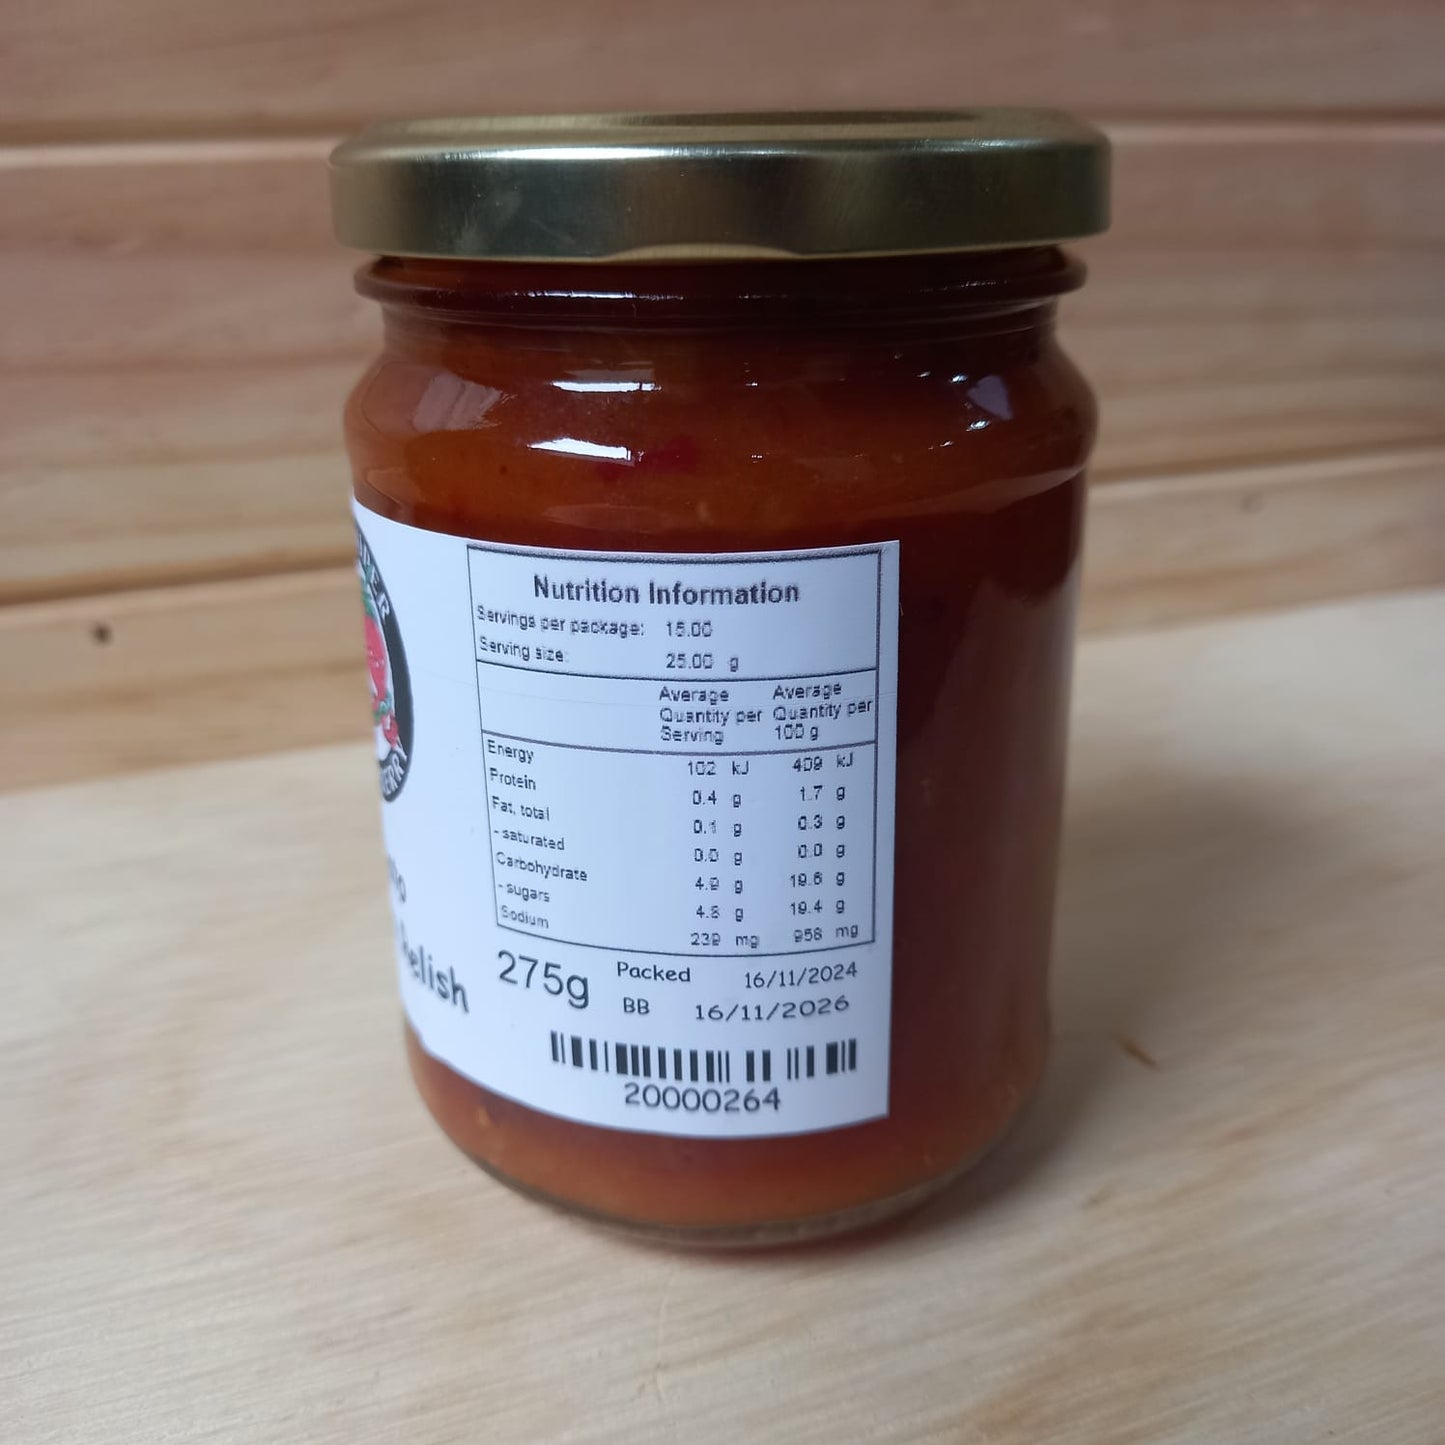 Nutrition Information
Servings per package: 15.00
Serving size: 25.00 g
Average Quantity per Serving
Average Quantity per 100 g
Energy 102 kJ 409 kJ
Protein 0.4 g 1.7 g
Fat, total 0.1 g 0.3 g
- saturated 0.0 g 0.0 g
Carbohydrate 4.9 g 19.6 g
- sugars 4.8 g 19.4 g
Sodium 239 mg 958 mg
Relish
275g
Packed 16/11/2024
BB 16/11/2026
20000264